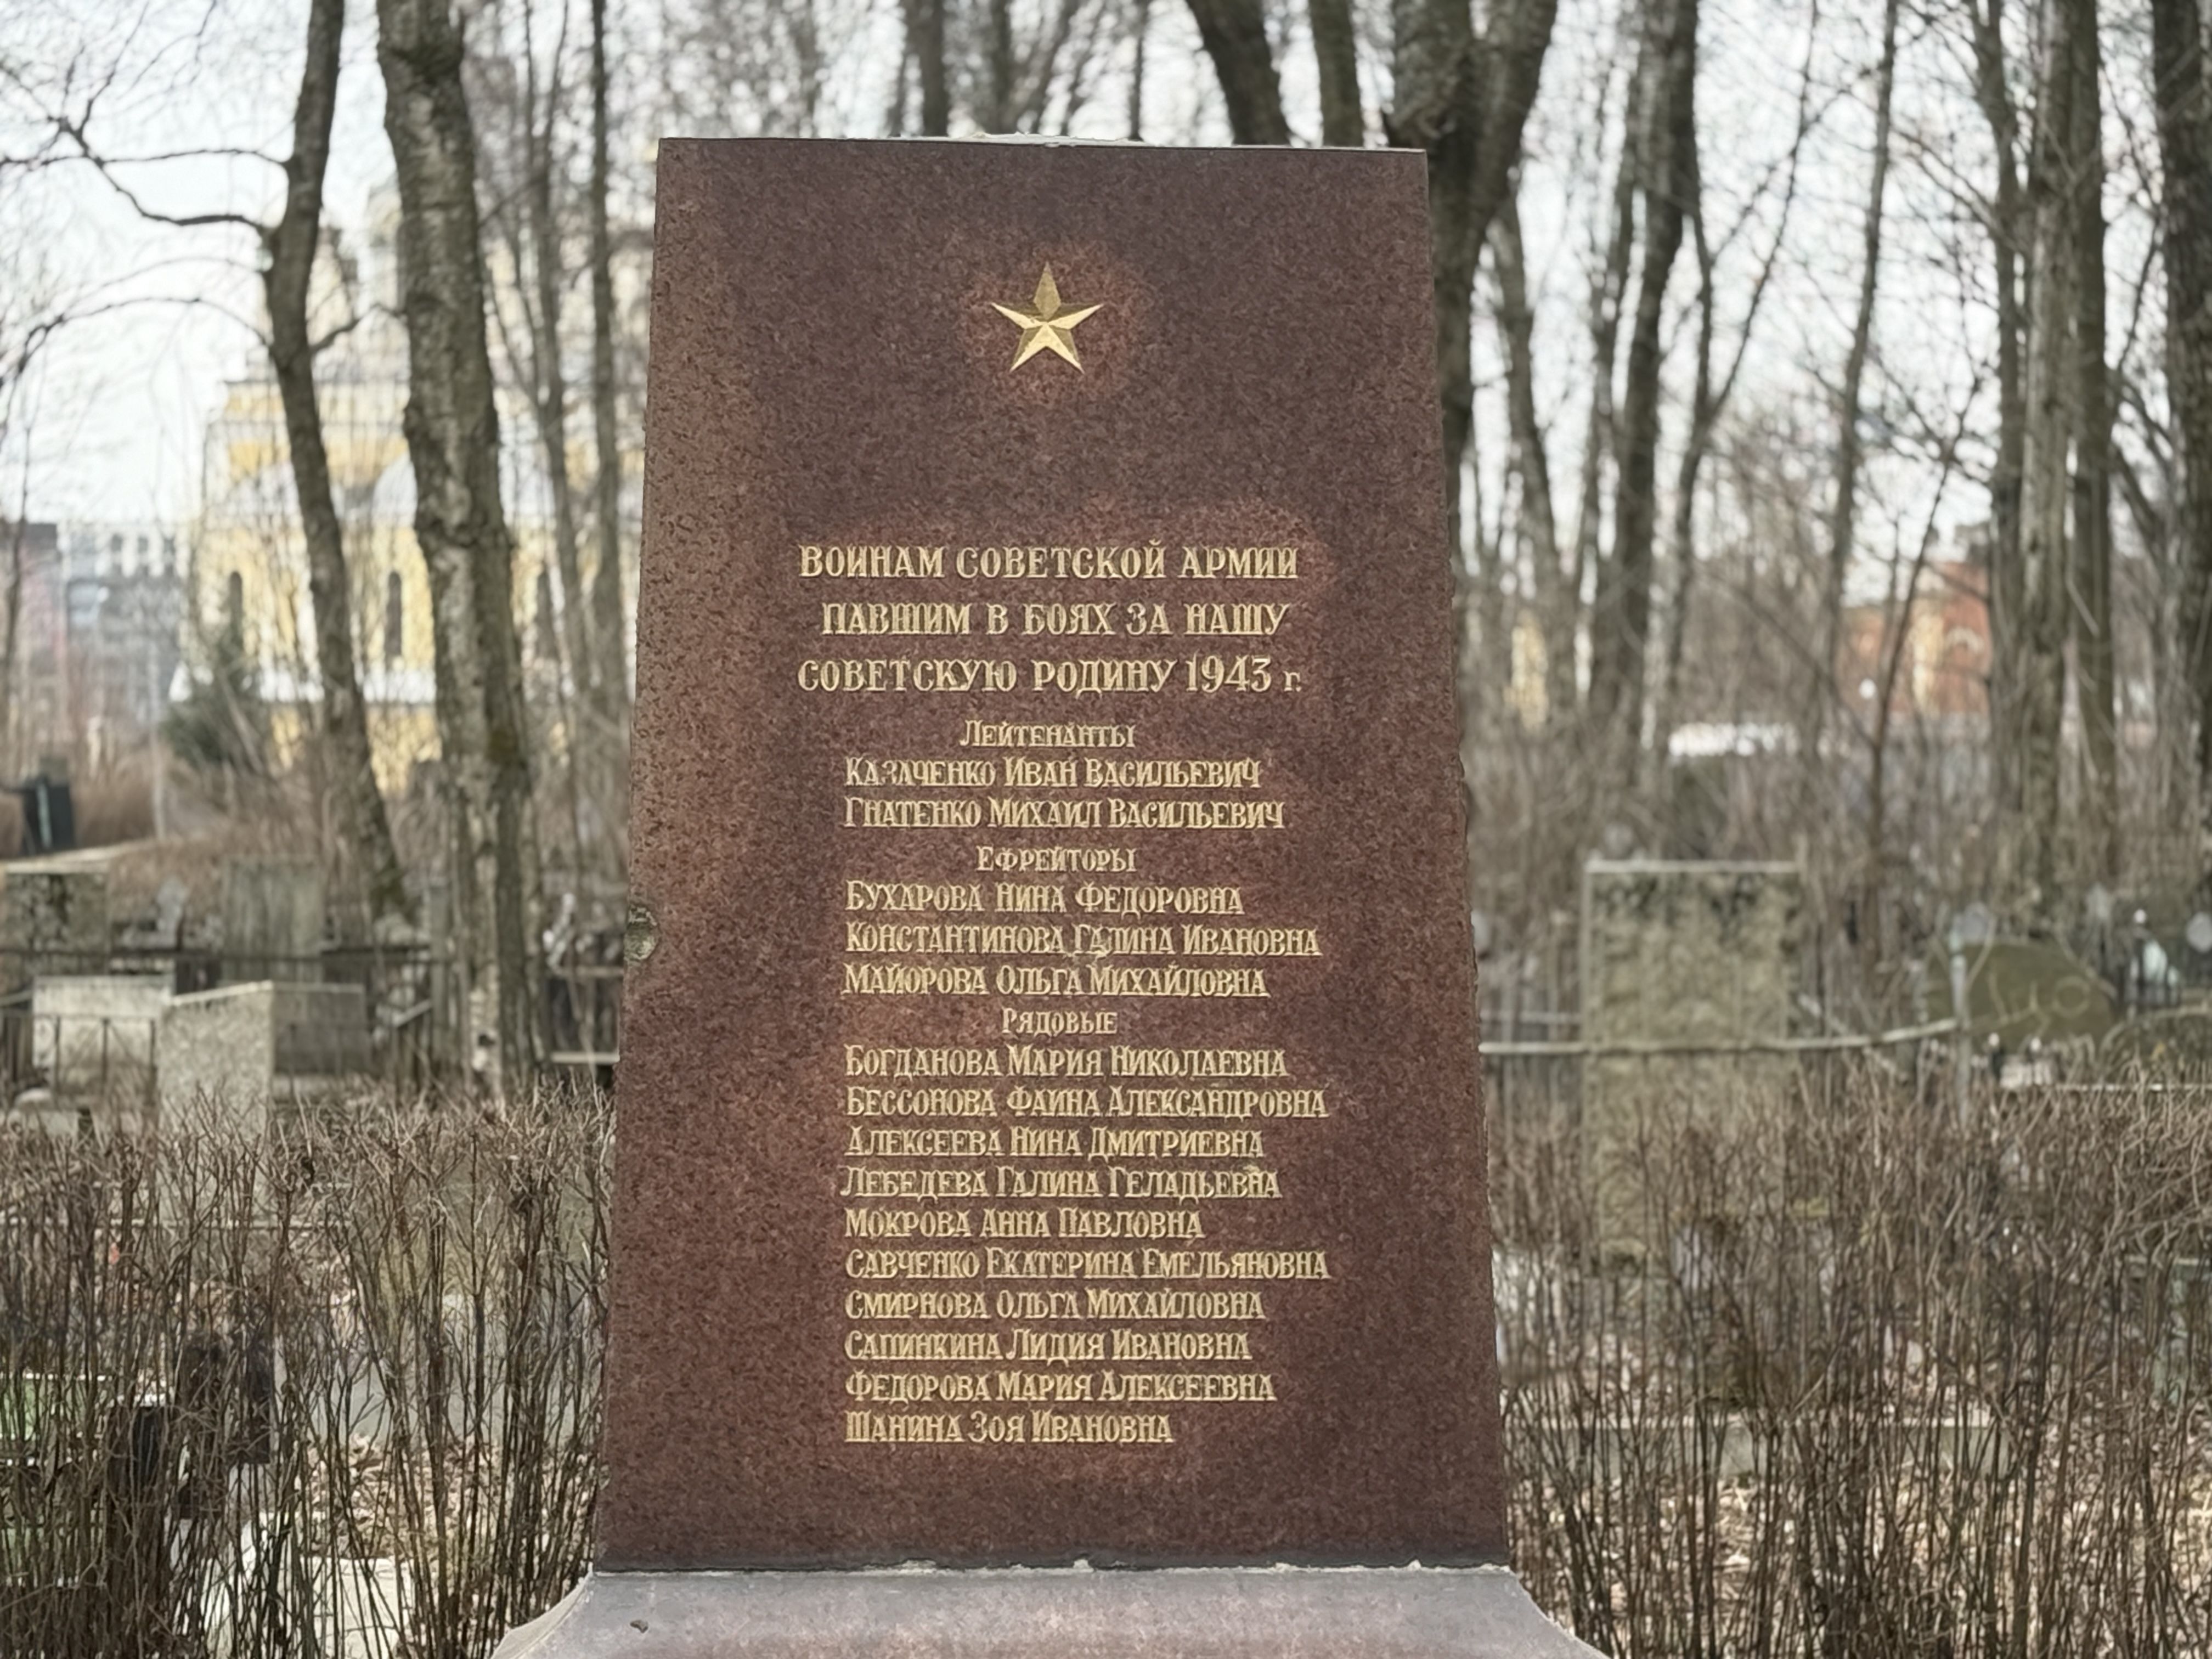 ВОИНАМ СОВЕТСКОЙ АРМИИ
ПАВШИМ В БОЯХ ЗА НАШУ
СОВЕТСКУЮ РОДИНУ 1943 г.
ЛЕЙТЕНАНТЫ
КАЗАЧЕНКО ИВАН ВАСИЛЬЕВИЧ
ГНАТЕНКО МИХАИЛ ВАСИЛЬЕВИЧ
ЕФРЕЙТОРЫ
БУХАРОВА НИНА ФЕДОРОВНА
КОНСТАНТИНОВА ГАЛИНА ИВАНОВНА
МАЙОРОВА ОЛЬГА МИХАЙЛОВНА
РЯДОВЫЕ
БОГДАНОВА МАРИЯ НИКОЛАЕВНА
БЕССОНОВА ФАИНА АЛЕКСАНДРОВНА
АЛЕКСЕЕВА НИНА ДМИТРИЕВНА
ЛЕБЕДЕВА ГАЛИНА ГЕЛАДЬЕВНА
МОКРОВА АННА ПАВЛОВНА
САВЧЕНКО ЕКАТЕРИНА ЕМЕЛЬЯНОВНА
СМИРНОВА ОЛЬГА МИХАЙЛОВНА
САПИНКИНА ЛИДИЯ ИВАНОВНА
ФЕДОРОВА МАРИЯ АЛЕКСЕЕВНА
ШАНИНА ЗОЯ ИВАНОВНА